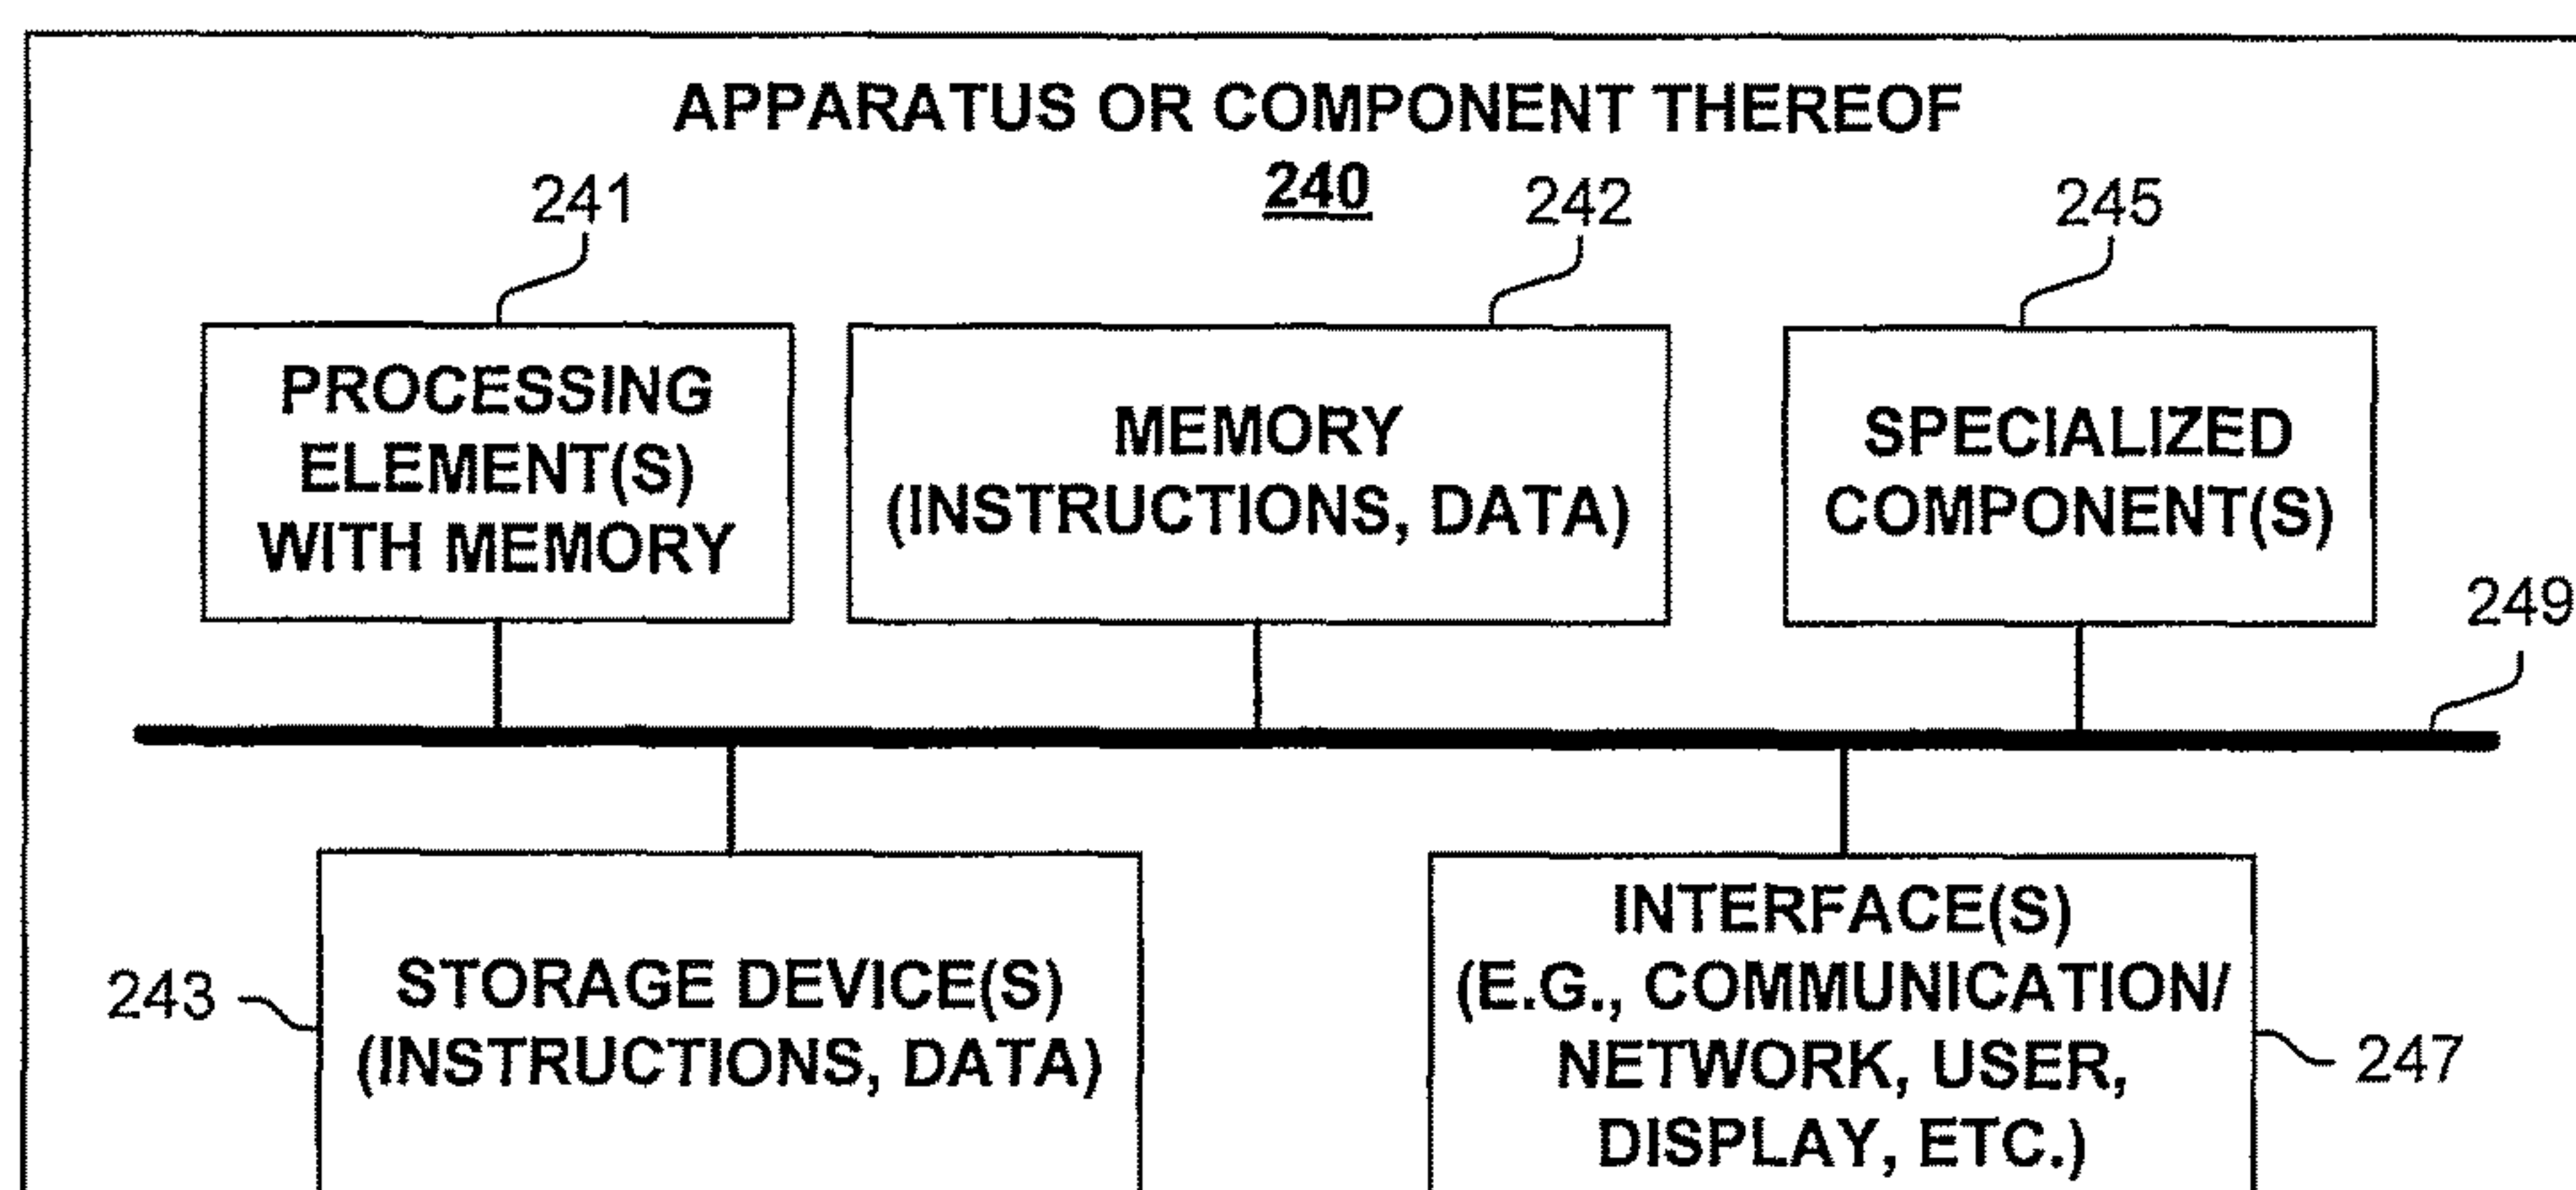 APPARATUS OR COMPONENT THEREOF
240
241
242
245
PROCESSING
ELEMENT(S)
WITH MEMORY
MEMORY
(INSTRUCTIONS, DATA)
SPECIALIZED
COMPONENT(S)
249
243
STORAGE DEVICE(S)
(INSTRUCTIONS, DATA)
INTERFACE(S)
(E.G., COMMUNICATION/
NETWORK, USER,
DISPLAY, ETC.)
247